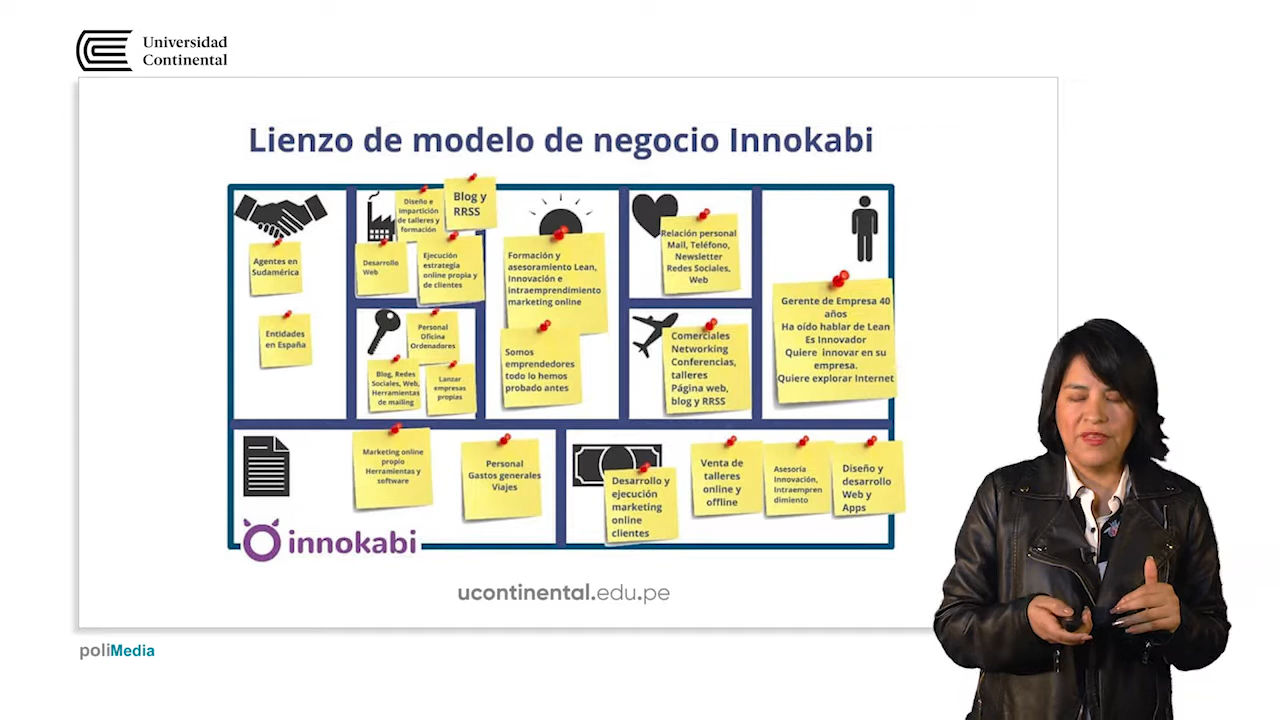 Universidad
Continental
Lienzo de modelo de negocio Innokabi
Agentes en
Sudamérica
Entidades
en España
Diseño e
impartición
de talleres y
formación
Blog y
RRSS
Desarrollo
Web
Ejecución
estrategia
online propia y
de clientes
Personal
Oficina
Ordenadores
Blog, Redes
Sociales, Web,
Herramientas
de mailing
Lanzar
empresas
propias
Formación y
asesoramiento Lean,
Innovación e
intraemprendimiento
marketing online
Somos
emprendedores
todo lo hemos
probado antes
Relación personal
Mail, Teléfono,
Newsletter
Redes Sociales,
Web
Comerciales
Networking
Conferencias,
talleres
Página web,
blog y RRSS
Gerente de Empresa 40
años
Ha oído hablar de Lean
Es Innovador
Quiere innovar en su
empresa.
Quiere explorar Internet
Marketing online
propio
Herramientas y
software
Personal
Gastos generales
Viajes
Desarrollo y
ejecución
marketing
online
clientes
Venta de
talleres
online y
offline
Asesoría
Innovación,
Intraempren
dimiento
Diseño y
desarrollo
Web y
Apps
innokabi
ucontinental.edu.pe
poliMedia